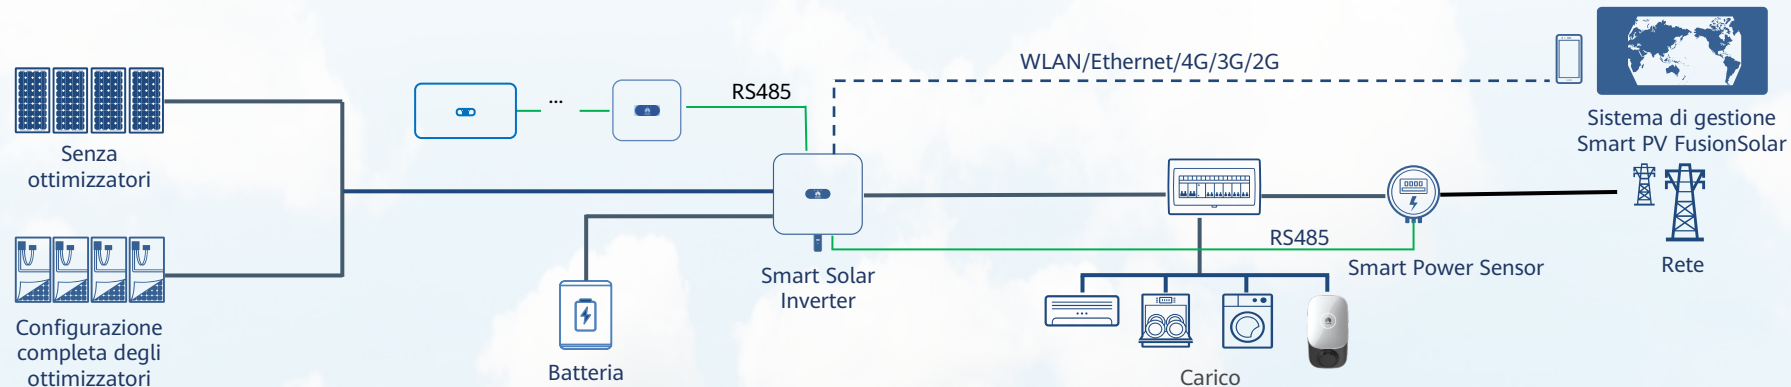 WLAN/Ethernet/4G/3G/2G
RS485
...
Sistema di gestione
Smart PV FusionSolar
Senza
ottimizzatori
RS485
Smart Solar
Inverter
Smart Power Sensor
Rete
Configurazione
completa degli
ottimizzatori
Batteria
Carico